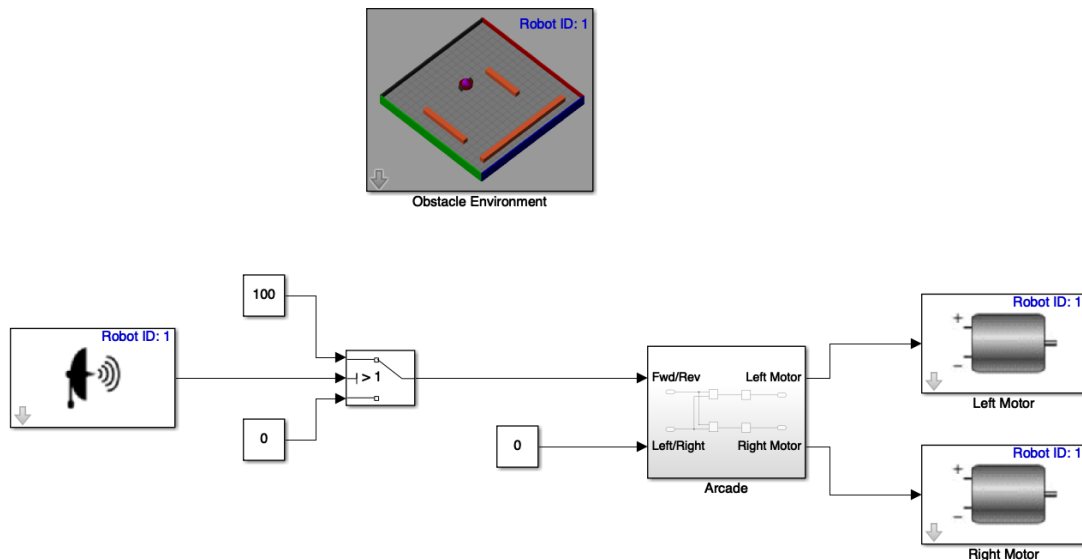 Robot ID: 1
Obstacle Environment
100
Robot ID: 1
> 1
0
0
Fwd/Rev
Left Motor
Left/Right
Right Motor
Arcade
Robot ID: 1
+
−
Left Motor
Robot ID: 1
+
−
Right Motor